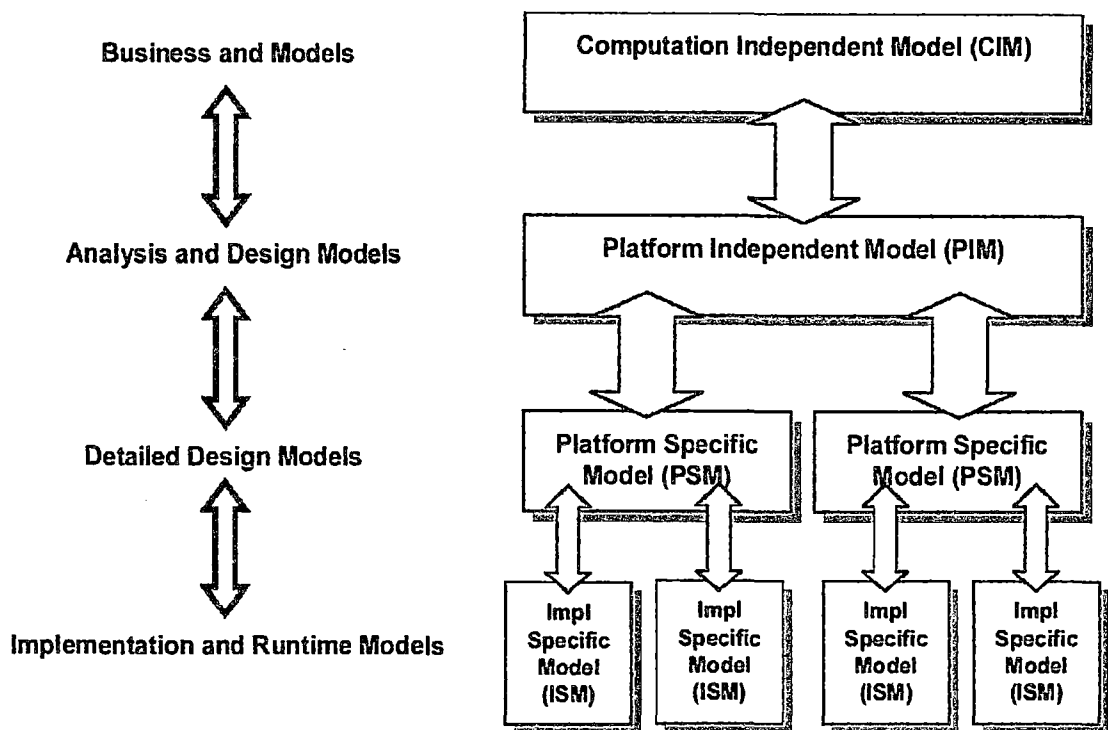 Business and Models
Computation Independent Model (CIM)
Analysis and Design Models
Platform Independent Model (PIM)
Detailed Design Models
Platform Specific
Model (PSM)
Platform Specific
Model (PSM)
Implementation and Runtime Models
Impl
Specific
Model
(ISM)
Impl
Specific
Model
(ISM)
Impl
Specific
Model
(ISM)
Impl
Specific
Model
(ISM)